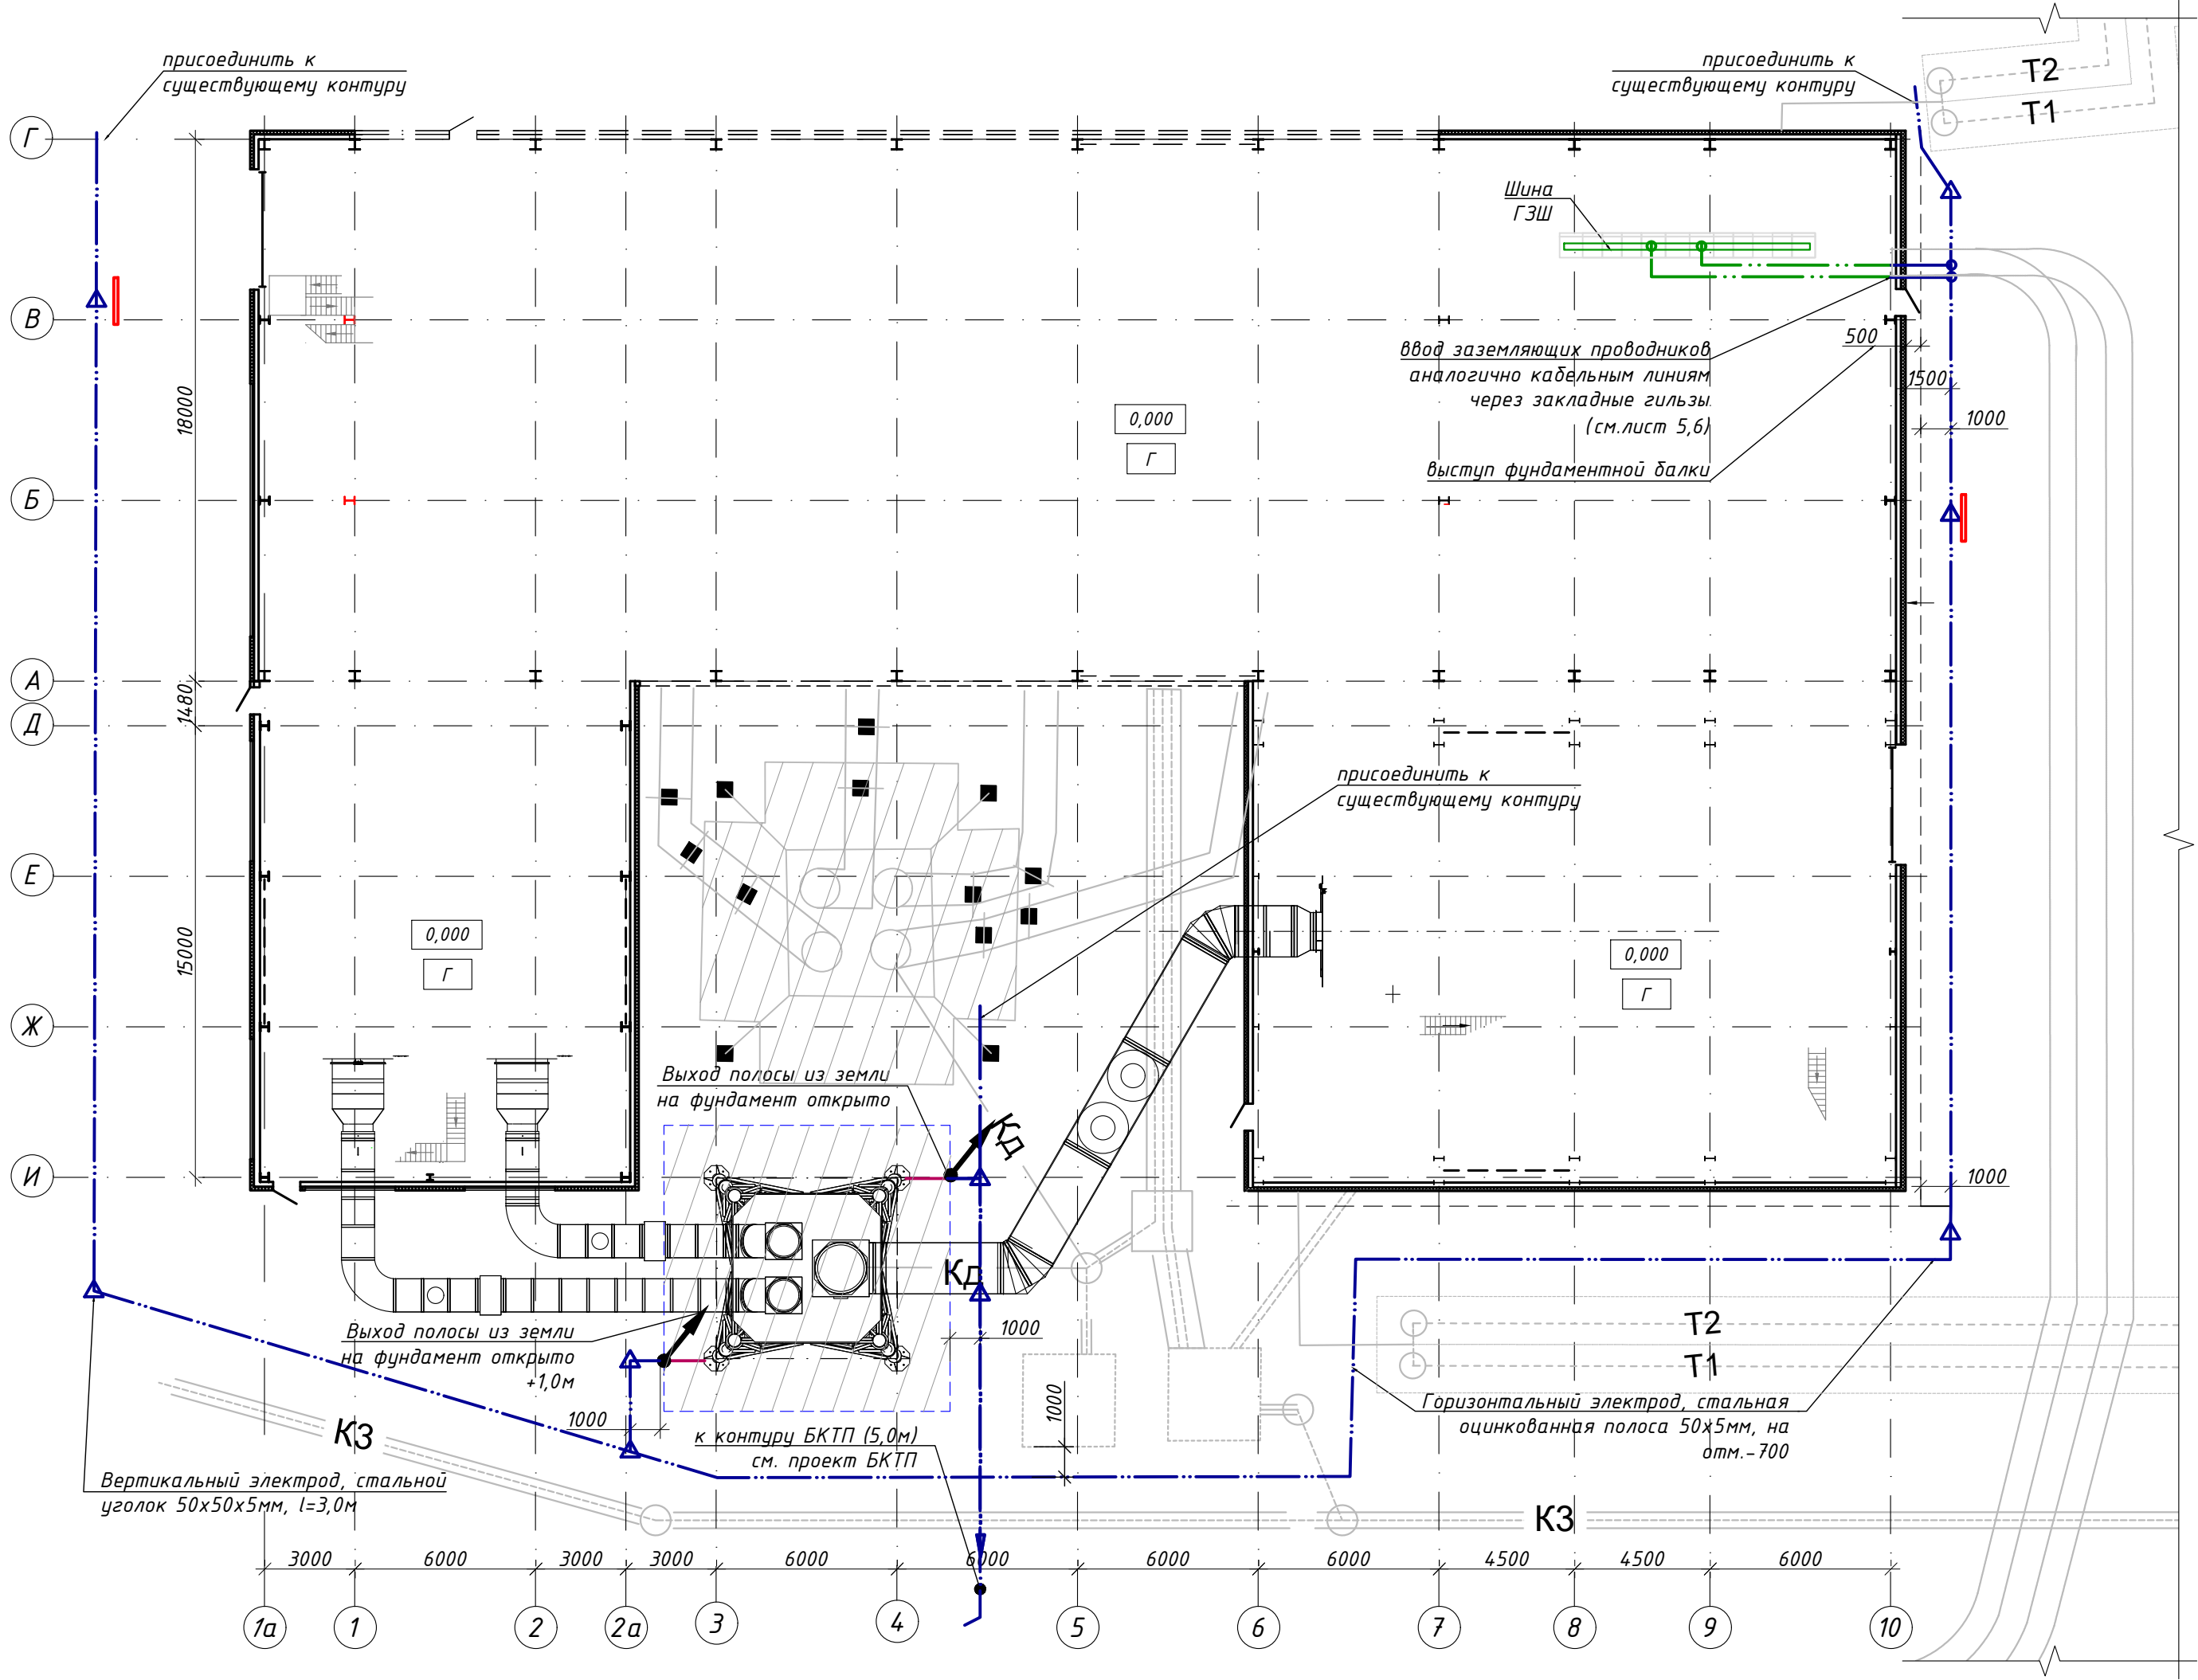 присоединить к
существующему контуру
присоединить к
существующему контуру
Т2
Т1
Г
Шина
ГЗШ
В
ввод заземляющих проводников
аналогично кабельным линиям
через закладные гильзы
(см.лист 5,6)
500
1500
1000
18000
0,000
Г
выступ фундаментной балки
Б
А
1480
Д
присоединить к
существующему контуру
Е
15000
0,000
Г
0,000
Г
Ж
Выход полосы из земли
на фундамент открыто
Кд
И
1000
Кд
Выход полосы из земли
на фундамент открыто
+1,0м
1000
Т2
Т1
1000
1000
Горизонтальный электрод, стальная
оцинкованная полоса 50х5мм, на
отм.-700
К3
к контуру БКТП (5,0м)
см. проект БКТП
Вертикальный электрод, стальной
уголок 50х50х5мм, l=3,0м
К3
3000 6000 3000 3000 6000 6000 6000 6000 4500 4500 6000
1а 1 2 2а 3 4 5 6 7 8 9 10